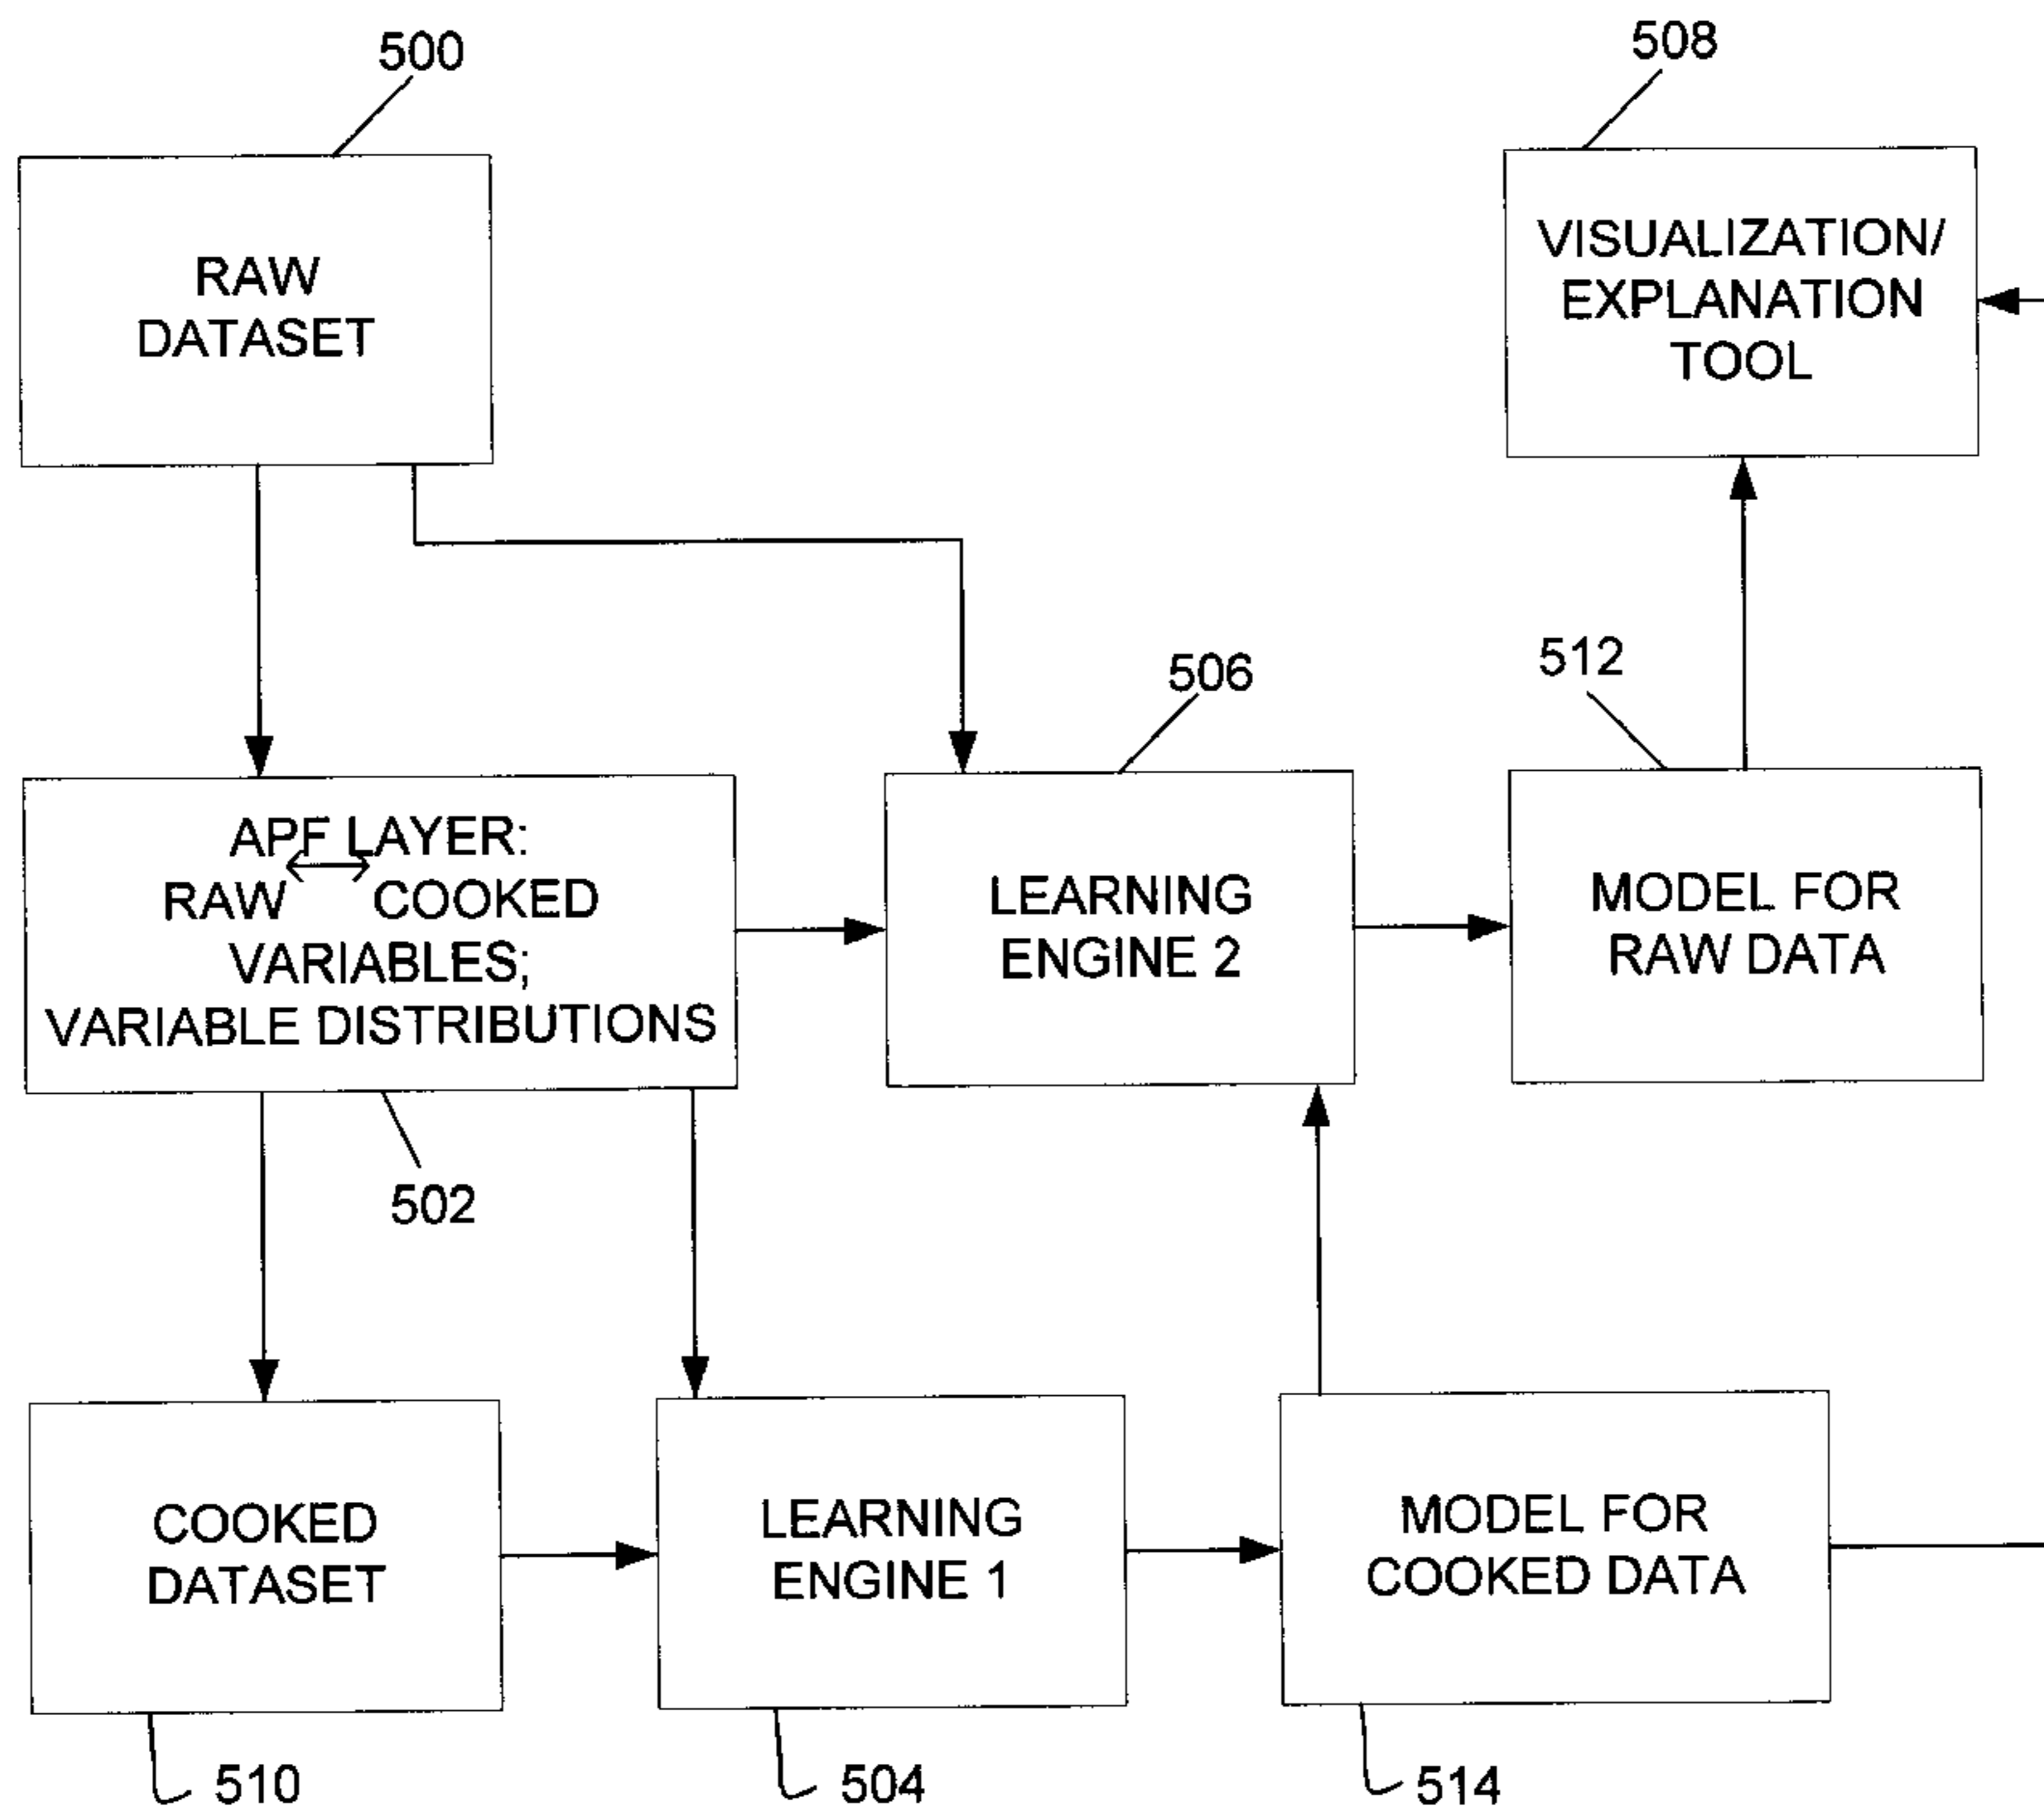 500
508
RAW
DATASET
VISUALIZATION/
EXPLANATION
TOOL
506
512
APF LAYER:
RAW ↔ COOKED
VARIABLES;
VARIABLE DISTRIBUTIONS
LEARNING
ENGINE 2
MODEL FOR
RAW DATA
502
COOKED
DATASET
LEARNING
ENGINE 1
MODEL FOR
COOKED DATA
510
504
514